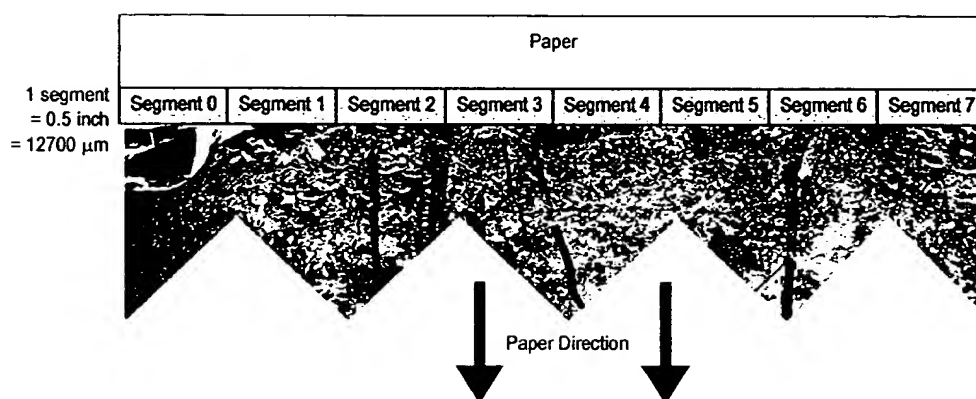 Paper
1 segment
= 0.5 inch
= 12700 µm
Segment 0 Segment 1 Segment 2 Segment 3 Segment 4 Segment 5 Segment 6 Segment 7
Paper Direction